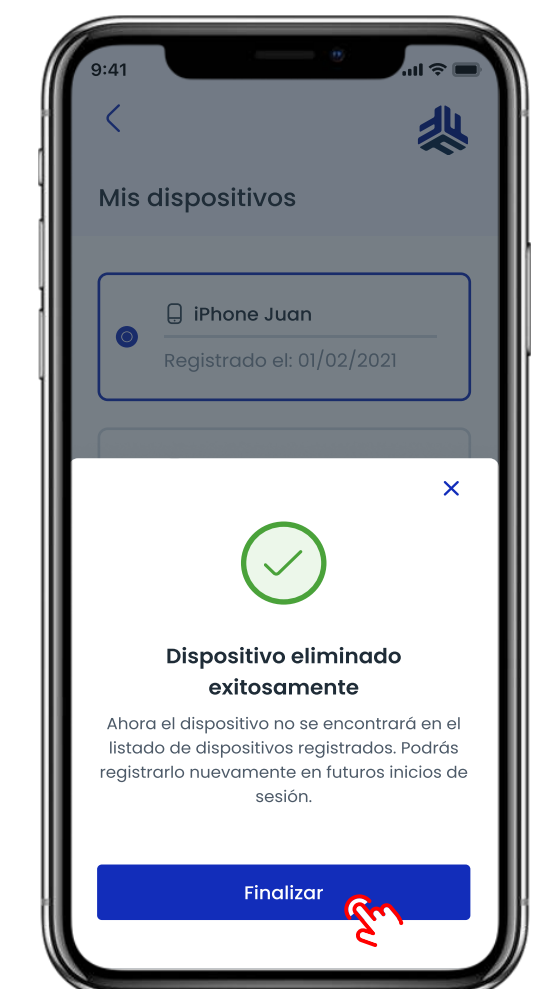 9:41
Mis dispositivos
iPhone Juan
Registrado el: 01/02/2021
Dispositivo eliminado
exitosamente
Ahora el dispositivo no se encontrará en el
listado de dispositivos registrados. Podrás
registrarlo nuevamente en futuros inicios de
sesión.
Finalizar